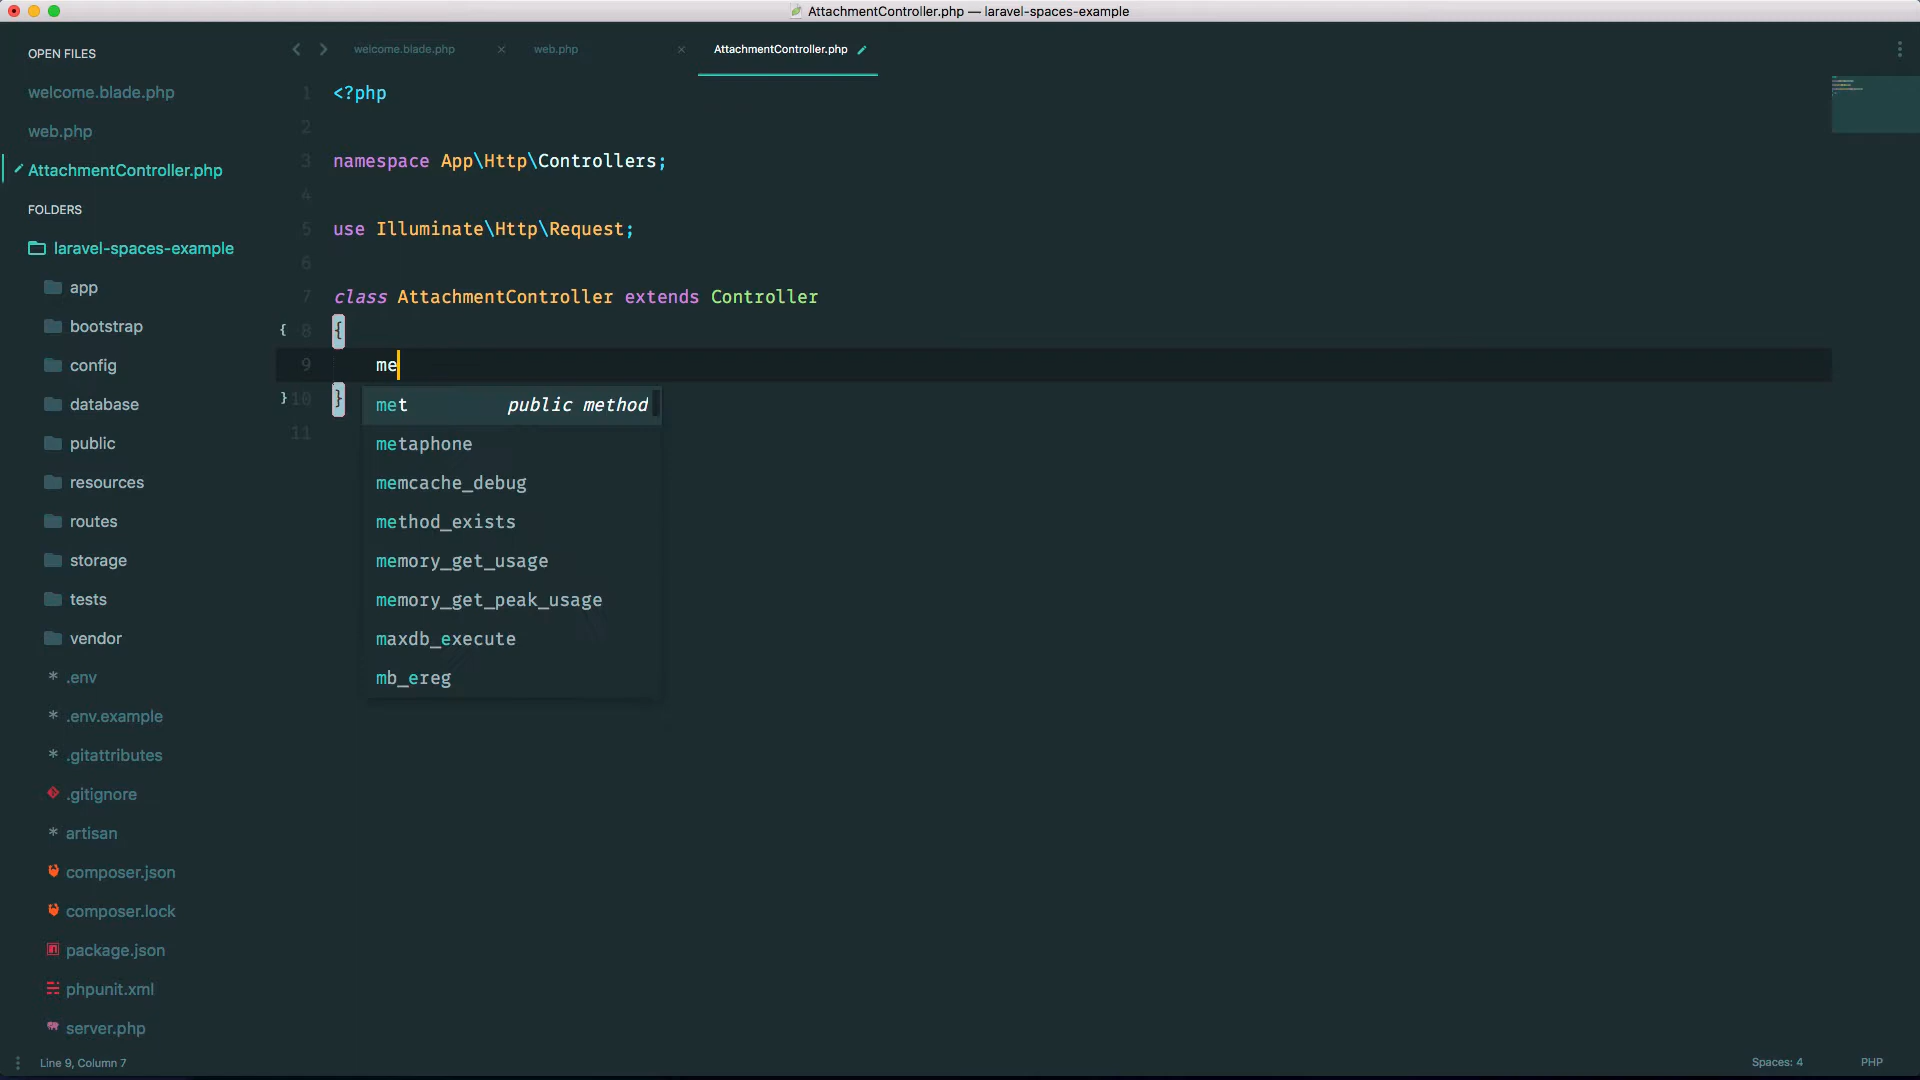 AttachmentController.php — laravel-spaces-example
OPEN FILES
welcome.blade.php
web.php
AttachmentController.php
FOLDERS
laravel-spaces-example
app
bootstrap
config
database
public
resources
routes
storage
tests
vendor
* .env
* .env.example
* .gitattributes
.gitignore
* artisan
composer.json
composer.lock
package.json
phpunit.xml
server.php
welcome.blade.php
web.php
AttachmentController.php
1 <?php
2
3 namespace App\Http\Controllers;
4
5 use Illuminate\Http\Request;
6
7 class AttachmentController extends Controller
{ 8 {
9 me
} 10 }
11
met public method
metaphone
memcache_debug
method_exists
memory_get_usage
memory_get_peak_usage
maxdb_execute
mb_ereg
Line 9, Column 7
Spaces: 4
PHP